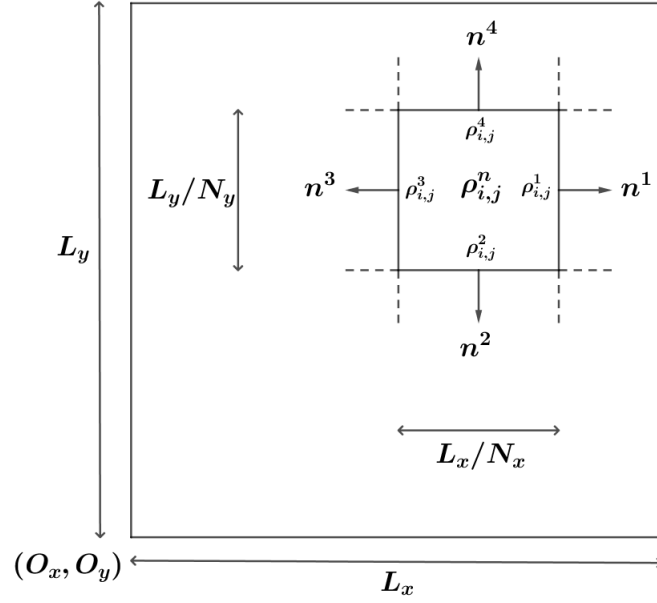 n^4
ρ^4_{i,j}
L_y/N_y
n^3
ρ^3_{i,j}
ρ^n_{i,j}
ρ^1_{i,j}
n^1
L_y
ρ^2_{i,j}
n^2
L_x/N_x
(O_x, O_y)
L_x